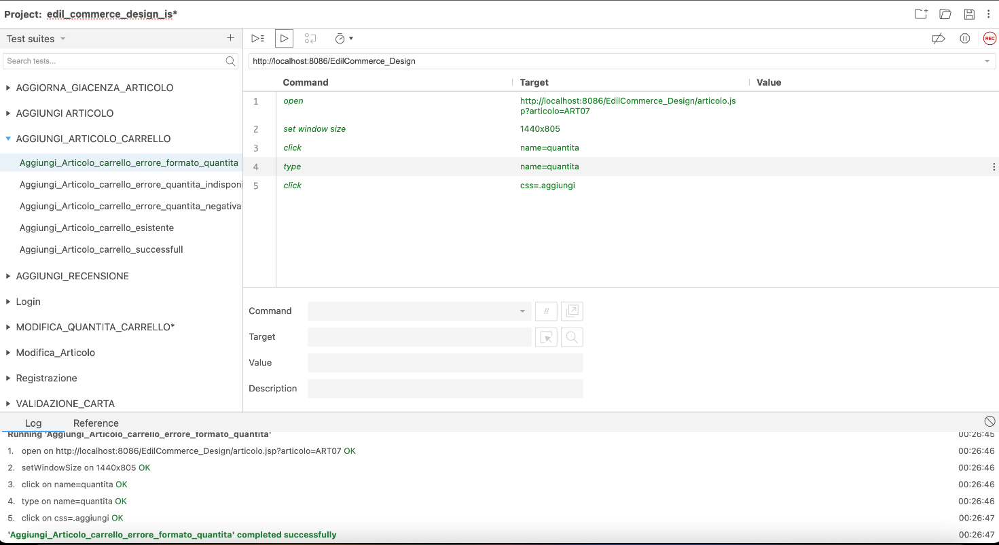 Project: edil_commerce_design_is*
Test suites
Search tests...
AGGIORNA_GIACENZA_ARTICOLO
AGGIUNGI ARTICOLO
AGGIUNGI_ARTICOLO_CARRELLO
Aggiungi_Articolo_carrello_errore_formato_quantita
Aggiungi_Articolo_carrello_errore_quantita_indisponi
Aggiungi_Articolo_carrello_errore_quantita_negativa
Aggiungi_Articolo_carrello_esistente
Aggiungi_Articolo_carrello_successfull
AGGIUNGI_RECENSIONE
Login
MODIFICA_QUANTITA_CARRELLO*
Modifica_Articolo
Registrazione
VALIDAZIONE_CARTA
REC
http://localhost:8086/EdilCommerce_Design
Command Target Value
1 open http://localhost:8086/EdilCommerce_Design/articolo.js
p?articolo=ART07
2 set window size 1440x805
3 click name=quantita
4 type name=quantita
5 click css=.aggiungi
Command //
Target
Value
Description
Log Reference
Running 'Aggiungi_Articolo_carrello_errore_formato_quantita' 00:26:45
1. open on http://localhost:8086/EdilCommerce_Design/articolo.jsp?articolo=ART07 OK 00:26:46
2. setWindowSize on 1440x805 OK 00:26:46
3. click on name=quantita OK 00:26:46
4. type on name=quantita OK 00:26:46
5. click on css=.aggiungi OK 00:26:47
'Aggiungi_Articolo_carrello_errore_formato_quantita' completed successfully 00:26:47